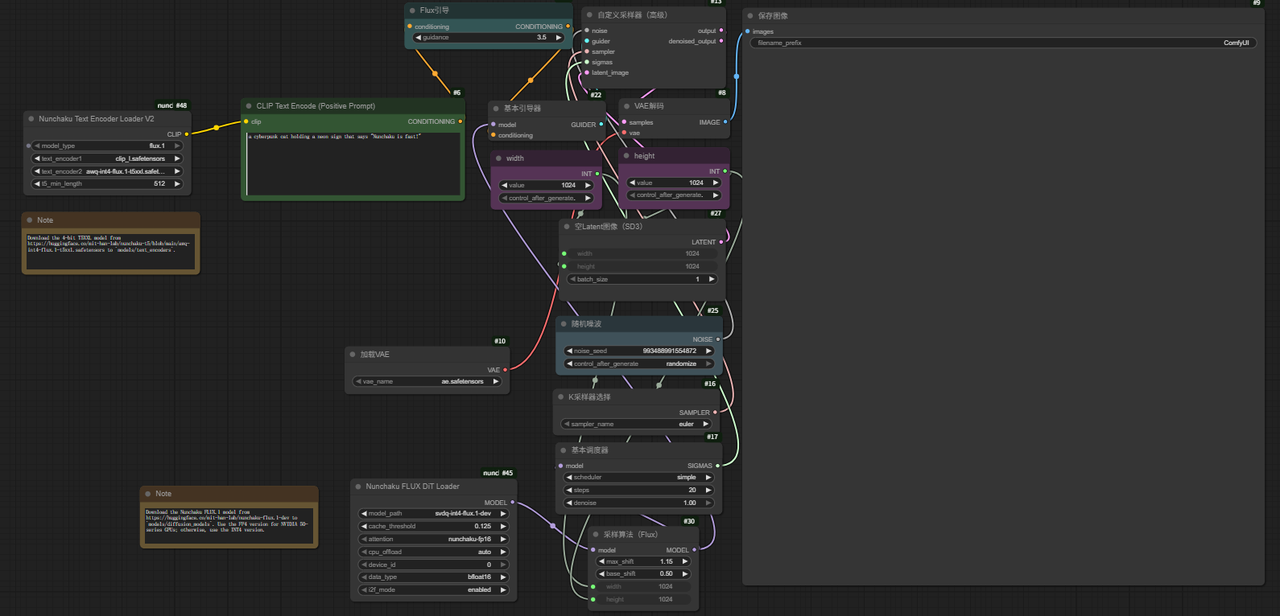 #9
#13
Flux引导
conditioning CONDITIONING
guidance 3.5
自定义采样器（高级）
noise output
guider denoised_output
sampler
sigmas
latent_image
保存图像
images
filename_prefix ComfyUI
nunc #48
Nunchaku Text Encoder Loader V2
CLIP
model_type flux.1
text_encoder1 clip_l.safetensors
text_encoder2 awq-int4-flux.1-t5xxl.safet...
t5_min_length 512
#6
CLIP Text Encode (Positive Prompt)
clip CONDITIONING
a cyberpunk cat holding a neon sign that says "Nunchaku is fast!"
#22
基本引导器
model GUIDER
conditioning
#8
VAE解码
samples IMAGE
vae
width
INT
value 1024
control_after_generate.
height
INT
value 1024
control_after_generate.
Note
Download the 4-bit T5XXL model from
https://huggingface.co/mit-han-lab/nunchaku-t5/blob/main/awq-
int4-flux.1-t5xxl.safetensors to `models/text_encoders`.
#27
空Latent图像（SD3）
LATENT
width 1024
height 1024
batch_size 1
#25
随机噪波
NOISE
noise_seed 993488991554872
control_after_generate randomize
#10
加载VAE
VAE
vae_name ae.safetensors
#16
K采样器选择
SAMPLER
sampler_name euler
#17
基本调度器
model SIGMAS
scheduler simple
steps 20
denoise 1.00
Note
Download the Nunchaku FLUX.1 model from
https://huggingface.co/mit-han-lab/nunchaku-flux.1-dev to
`models/diffusion_models`. Use the FP4 version for NVIDIA 50-
series GPUs; otherwise, use the INT4 version.
nunc #45
Nunchaku FLUX DiT Loader
MODEL
model_path svdq-int4-flux.1-dev
cache_threshold 0.125
attention nunchaku-fp16
cpu_offload auto
device_id 0
data_type bfloat16
i2f_mode enabled
#30
采样算法（Flux）
model MODEL
max_shift 1.15
base_shift 0.50
width 1024
height 1024